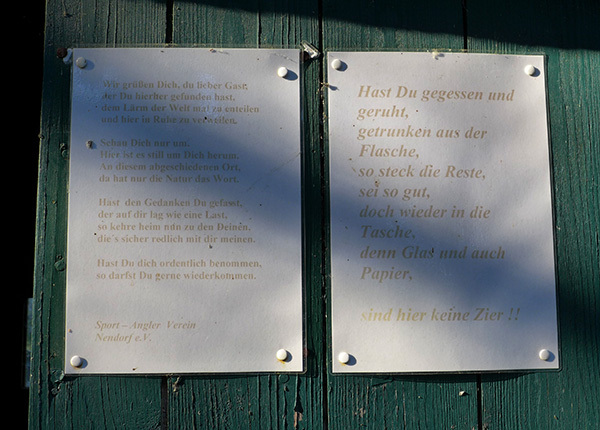 Wir grüßen Dich, du lieber Gast,
der Du hierher gefunden hast,
dem Lärm der Welt mal zu enteilen
und hier in Ruhe zu verweilen.
Schau Dich nur um.
Hier ist es still um Dich herum.
An diesem abgeschiedenen Ort,
da hat nur die Natur das Wort.
Hast den Gedanken Du gefasst,
der auf dir lag wie eine Last,
so kehre heim nun zu den Deinen,
die´s sicher redlich mit dir meinen.
Hast Du dich ordentlich benommen,
so darfst Du gerne wiederkommen.
Sport – Angler Verein
Nendorf e.V.
Hast Du gegessen und
geruht,
getrunken aus der
Flasche,
so steck die Reste,
sei so gut,
doch wieder in die
Tasche.
denn Glas und auch
Papier,
sind hier keine Zier !!